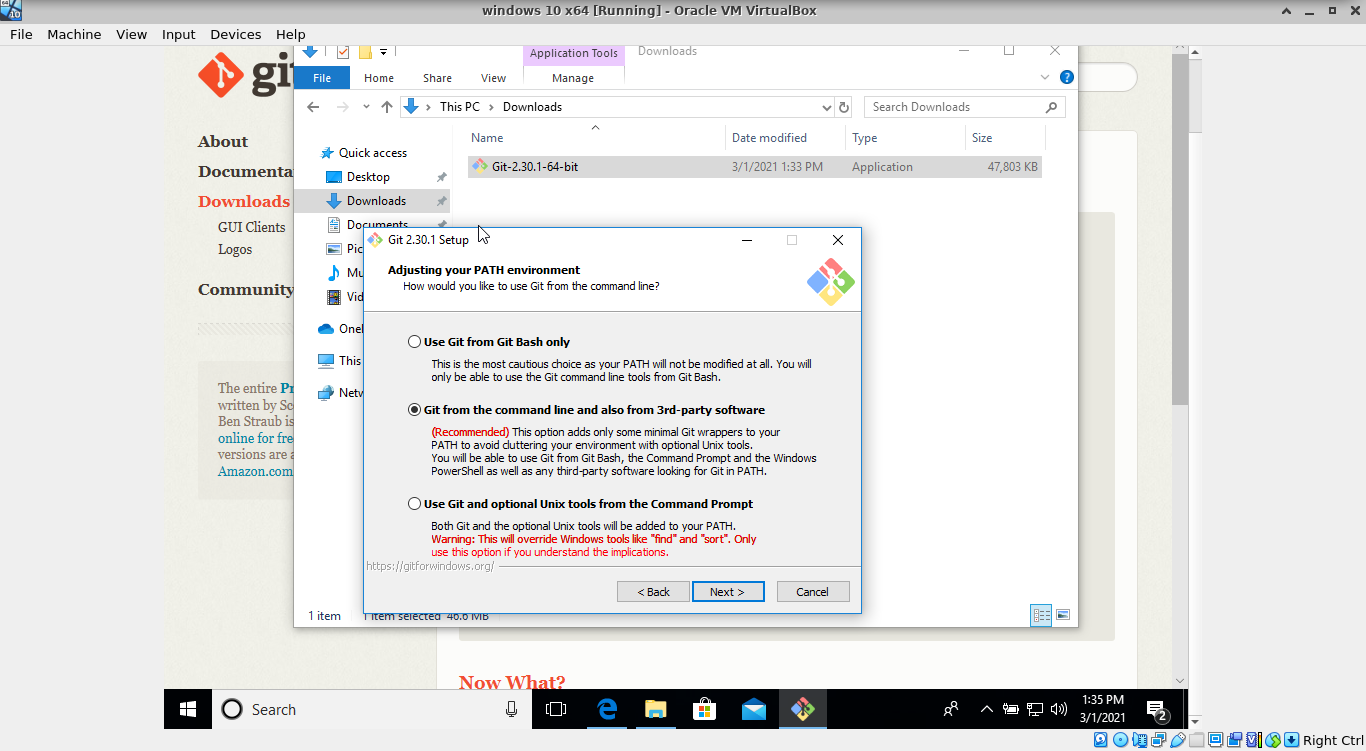 windows 10 x64 [Running] - Oracle VM VirtualBox
File Machine View Input Devices Help
Application Tools Downloads
File Home Share View Manage
This PC > Downloads Search Downloads
Name Date modified Type Size
Git-2.30.1-64-bit 3/1/2021 1:33 PM Application 47,803 KB
Quick access
Desktop
Downloads
Documents
About
Documenta
Downloads
GUI Clients
Logos
Community
The entire Pr
written by Sc
Ben Straub is
online for fre
versions are a
Amazon.com
Pic
Mu
Vid
OneI
This
Netw
Git 2.30.1 Setup
Adjusting your PATH environment
How would you like to use Git from the command line?
Use Git from Git Bash only
This is the most cautious choice as your PATH will not be modified at all. You will
only be able to use the Git command line tools from Git Bash.
Git from the command line and also from 3rd-party software
(Recommended) This option adds only some minimal Git wrappers to your
PATH to avoid cluttering your environment with optional Unix tools.
You will be able to use Git from Git Bash, the Command Prompt and the Windows
PowerShell as well as any third-party software looking for Git in PATH.
Use Git and optional Unix tools from the Command Prompt
Both Git and the optional Unix tools will be added to your PATH.
Warning: This will override Windows tools like "find" and "sort". Only
use this option if you understand the implications.
https://gitforwindows.org/
< Back Next > Cancel
1 item 1 item selected 46.6 MB
Now What?
Search
1:35 PM
3/1/2021
2
Right Ctrl